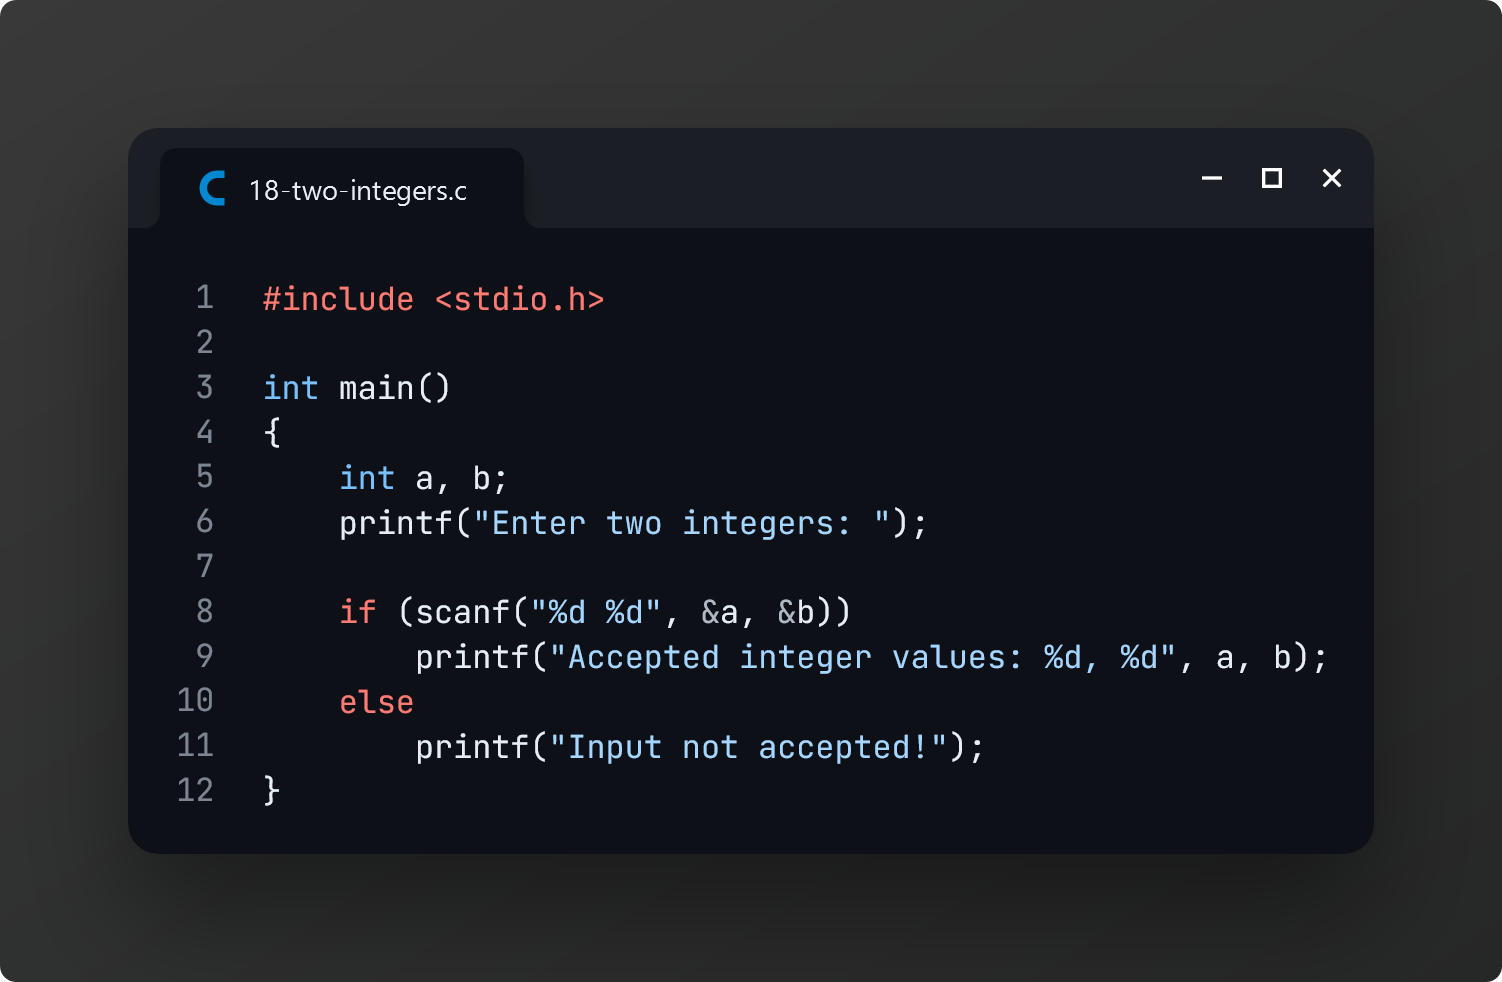 18-two-integers.c
1 #include <stdio.h>
2
3 int main()
4 {
5     int a, b;
6     printf("Enter two integers: ");
7
8     if (scanf("%d %d", &a, &b))
9         printf("Accepted integer values: %d, %d", a, b);
10     else
11         printf("Input not accepted!");
12 }